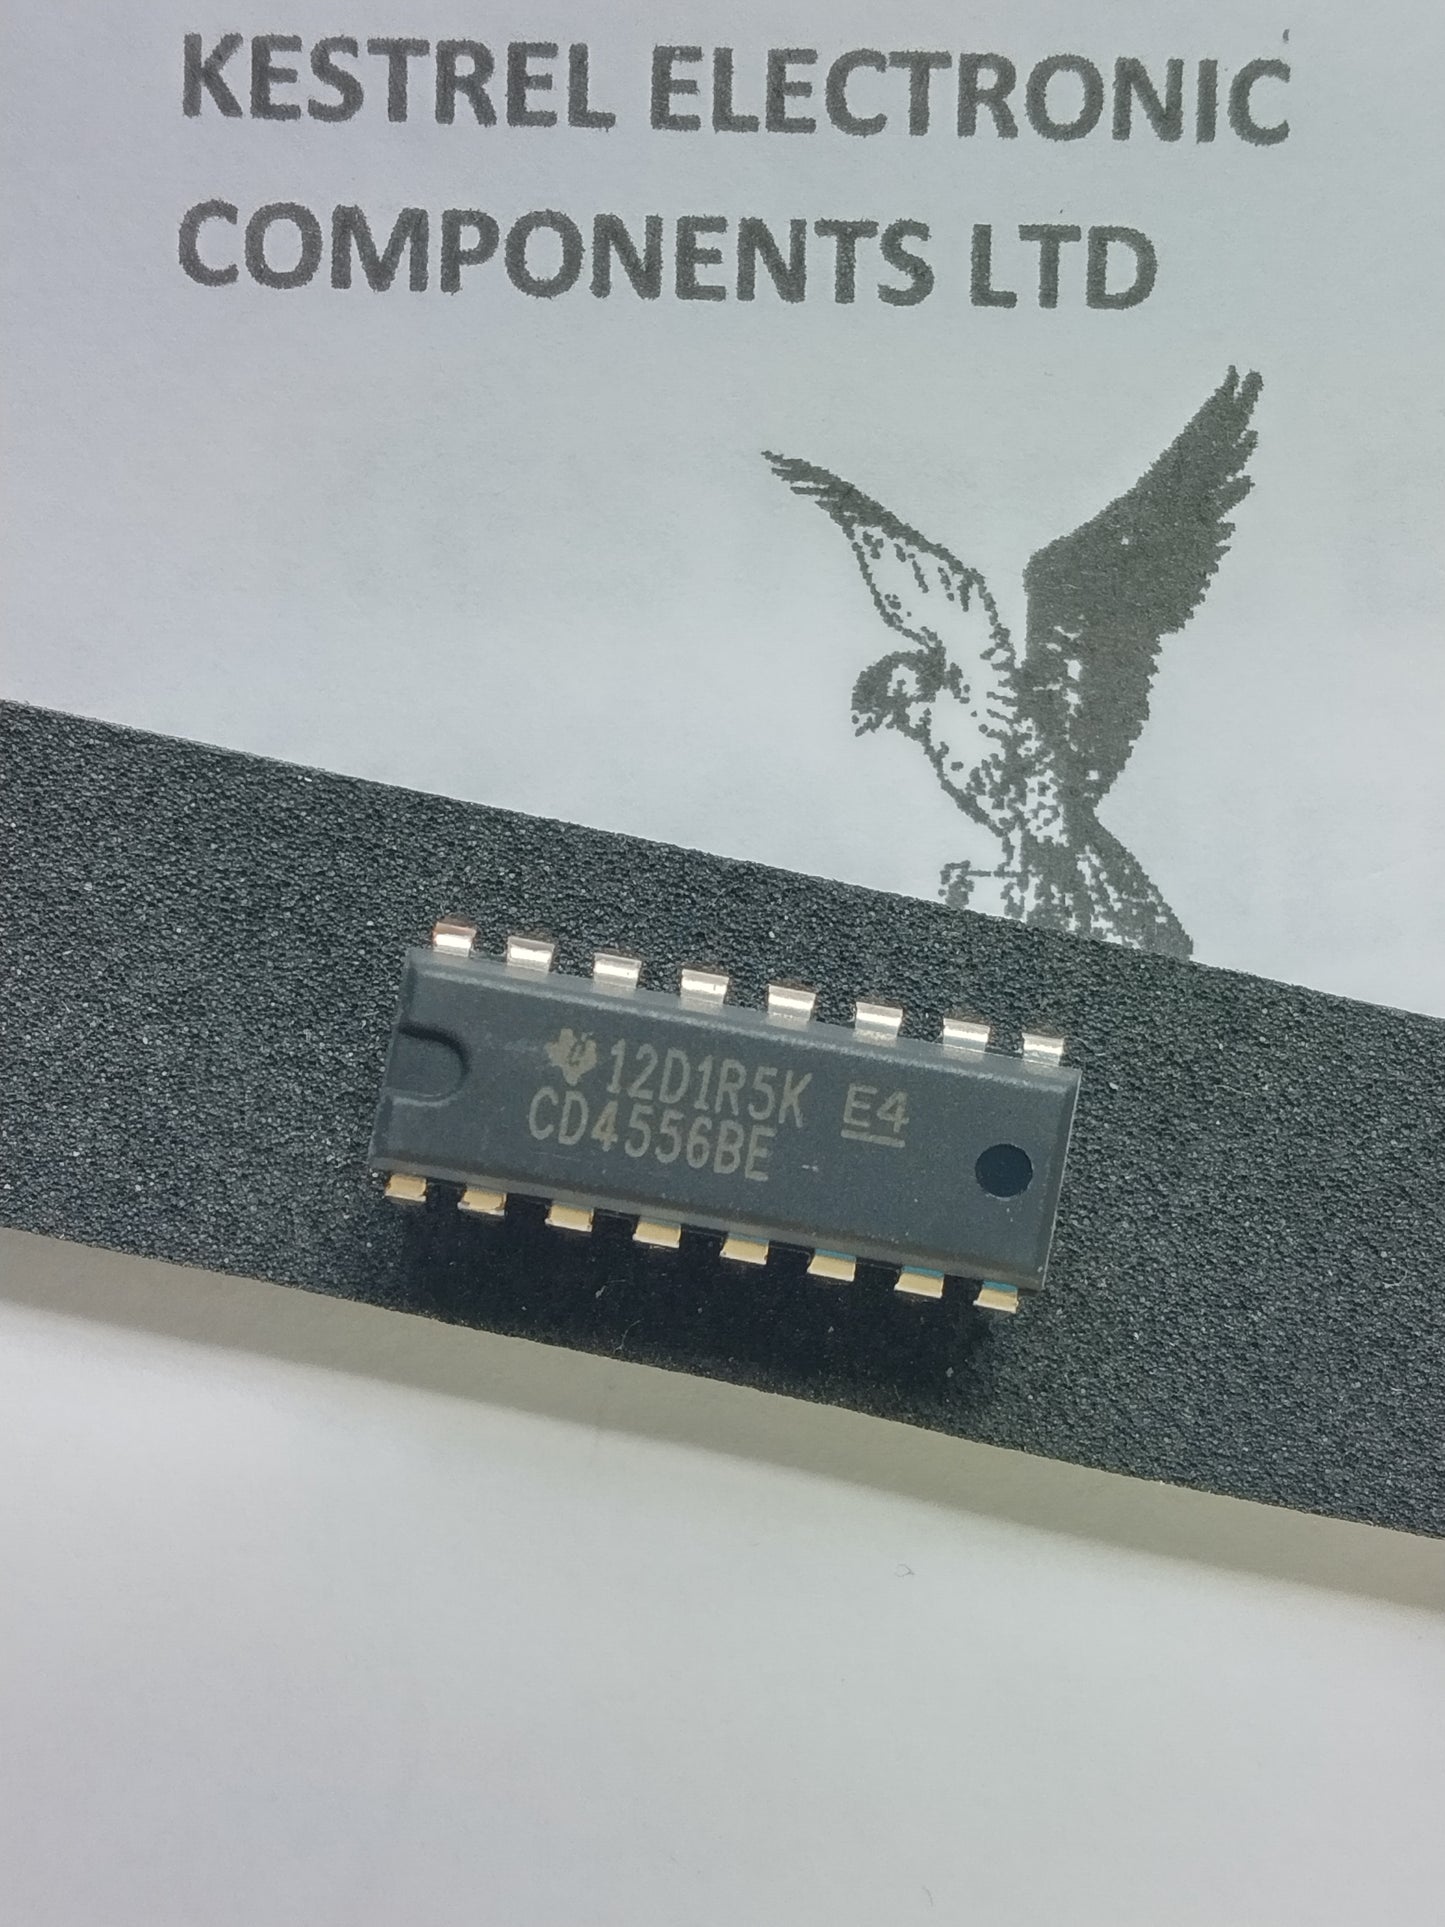 KESTREL ELECTRONIC
COMPONENTS LTD
12D1R5K E4
CD4556BE